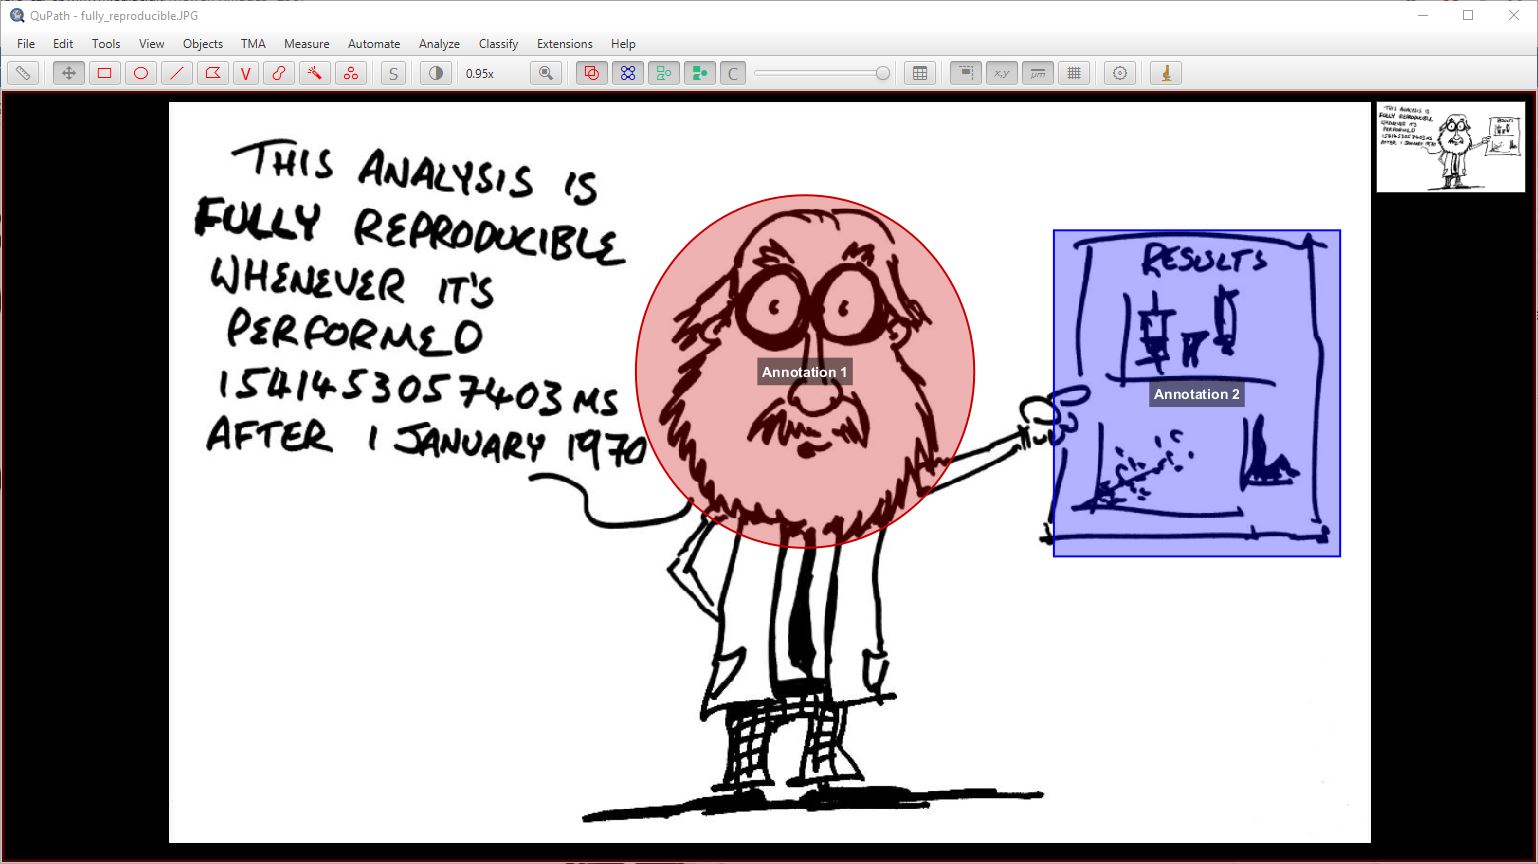 QuPath - fully_reproducible.JPG
File Edit Tools View Objects TMA Measure Automate Analyze Classify Extensions Help
V S 0.95x C x,y μm
THIS ANALYSIS IS
FULLY REPRODUCIBLE
WHENEVER IT'S
PERFORMED
1541453057403 MS
AFTER 1 JANUARY 1970
RESULTS
Annotation 1
Annotation 2
THIS ANALYSIS IS
FULLY REPRODUCIBLE
WHENEVER IT'S
PERFORMED
1541453057403 MS
AFTER 1 JANUARY 1970
RESULTS